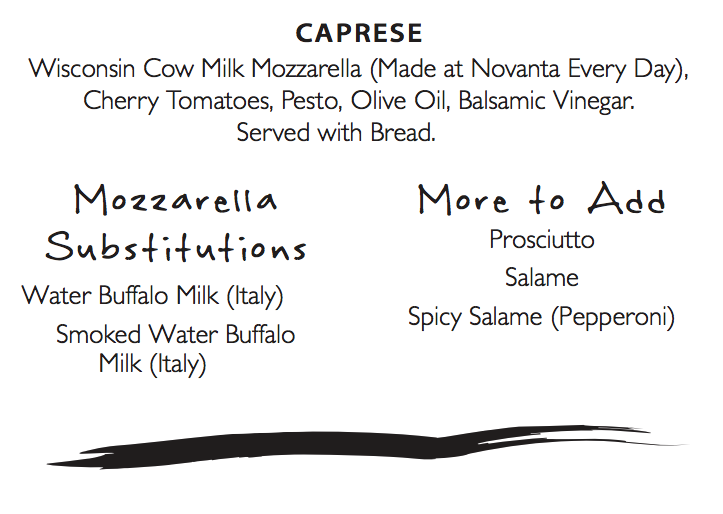 CAPRESE
Wisconsin Cow Milk Mozzarella (Made at Novanta Every Day),
Cherry Tomatoes, Pesto, Olive Oil, Balsamic Vinegar.
Served with Bread.
Mozzarella
Substitutions
Water Buffalo Milk (Italy)
Smoked Water Buffalo
Milk (Italy)
More to Add
Prosciutto
Salame
Spicy Salame (Pepperoni)